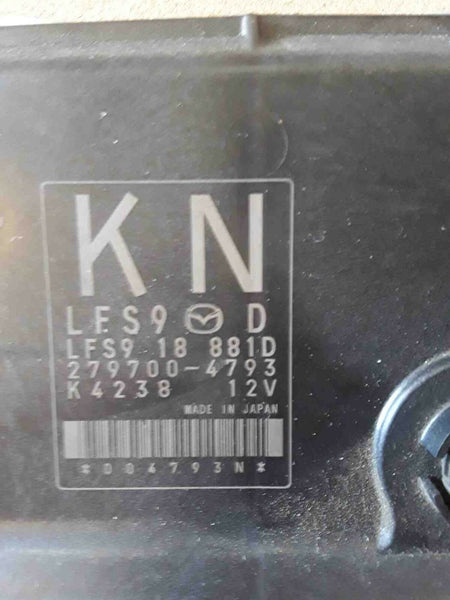 KN
LFS9 D
LFS9 18 881D
279700-4793
K4238 12V
MADE IN JAPAN
*004793N*